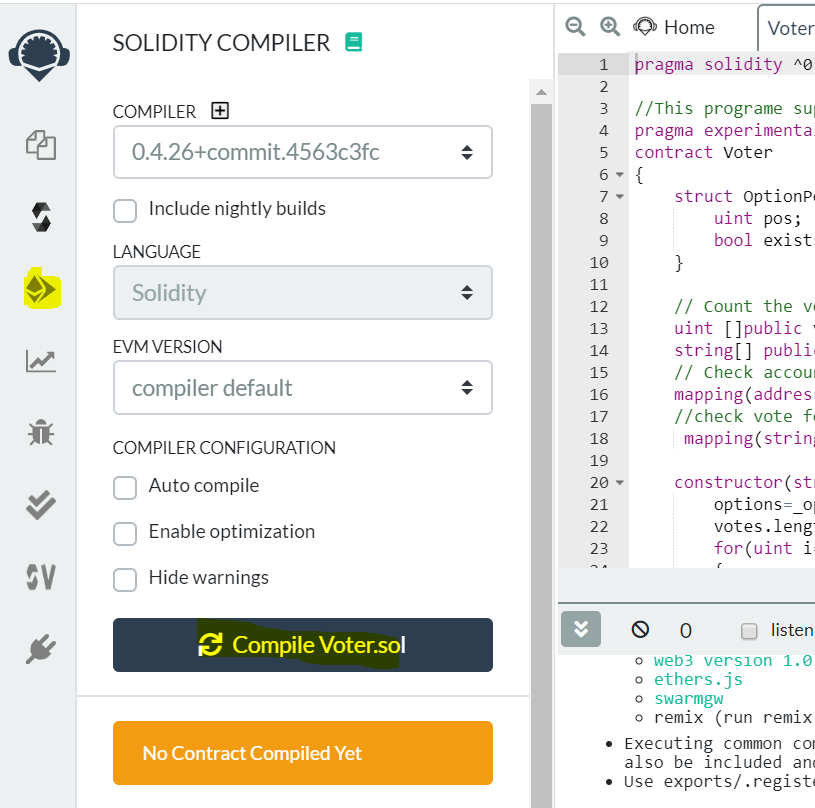 SOLIDITY COMPILER
COMPILER
0.4.26+commit.4563c3fc
Include nightly builds
LANGUAGE
Solidity
EVM VERSION
compiler default
COMPILER CONFIGURATION
Auto compile
Enable optimization
Hide warnings
Compile Voter.sol
No Contract Compiled Yet
Home
Voter
1 pragma solidity ^0
2
3 //This programe su
4 pragma experimenta
5 contract Voter
6 {
7 struct OptionP
8 uint pos;
9 bool exist
10 }
11
12 // Count the v
13 uint []public
14 string[] publi
15 // Check accou
16 mapping(addres
17 //check vote f
18 mapping(string
19
20 constructor(st
21 options=_o
22 votes.leng
23 for(uint i=
24 {
0
listen
web3 version 1.0
ethers.js
swarmgw
remix (run remix
Executing common co
also be included an
Use exports/.registe